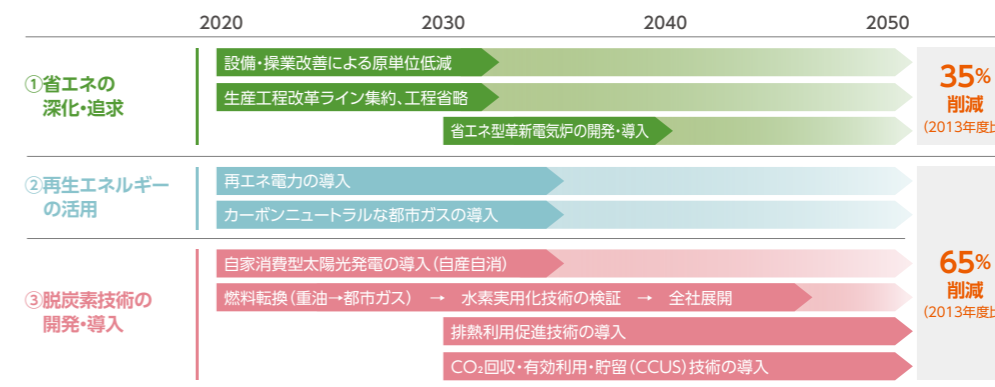 2020 2030 2040 2050
①省エネの
深化・追求
設備・操業改善による原単位低減
生産工程改革ライン集約、工程省略
省エネ型革新電気炉の開発・導入
35%
削減
(2013年度比
②再生エネルギー
の活用
再エネ電力の導入
カーボンニュートラルな都市ガスの導入
③脱炭素技術の
開発・導入
自家消費型太陽光発電の導入(自産自消)
燃料転換(重油→都市ガス) → 水素実用化技術の検証 → 全社展開
排熱利用促進技術の導入
CO₂回収・有効利用・貯留(CCUS)技術の導入
65%
削減
(2013年度比